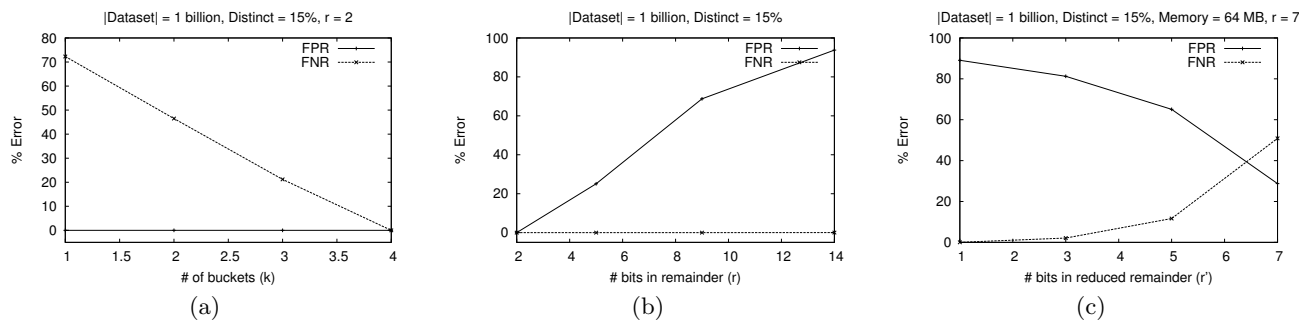 |Dataset| = 1 billion, Distinct = 15%, r = 2
80
70
60
50
40
30
20
10
0
% Error
FPR
FNR
1 1.5 2 2.5 3 3.5 4
# of buckets (k)
(a)
|Dataset| = 1 billion, Distinct = 15%
100
80
60
40
20
0
% Error
FPR
FNR
2 4 6 8 10 12 14
# bits in remainder (r)
(b)
|Dataset| = 1 billion, Distinct = 15%, Memory = 64 MB, r = 7
100
80
60
40
20
0
% Error
FPR
FNR
1 2 3 4 5 6 7
# bits in reduced remainder (r')
(c)